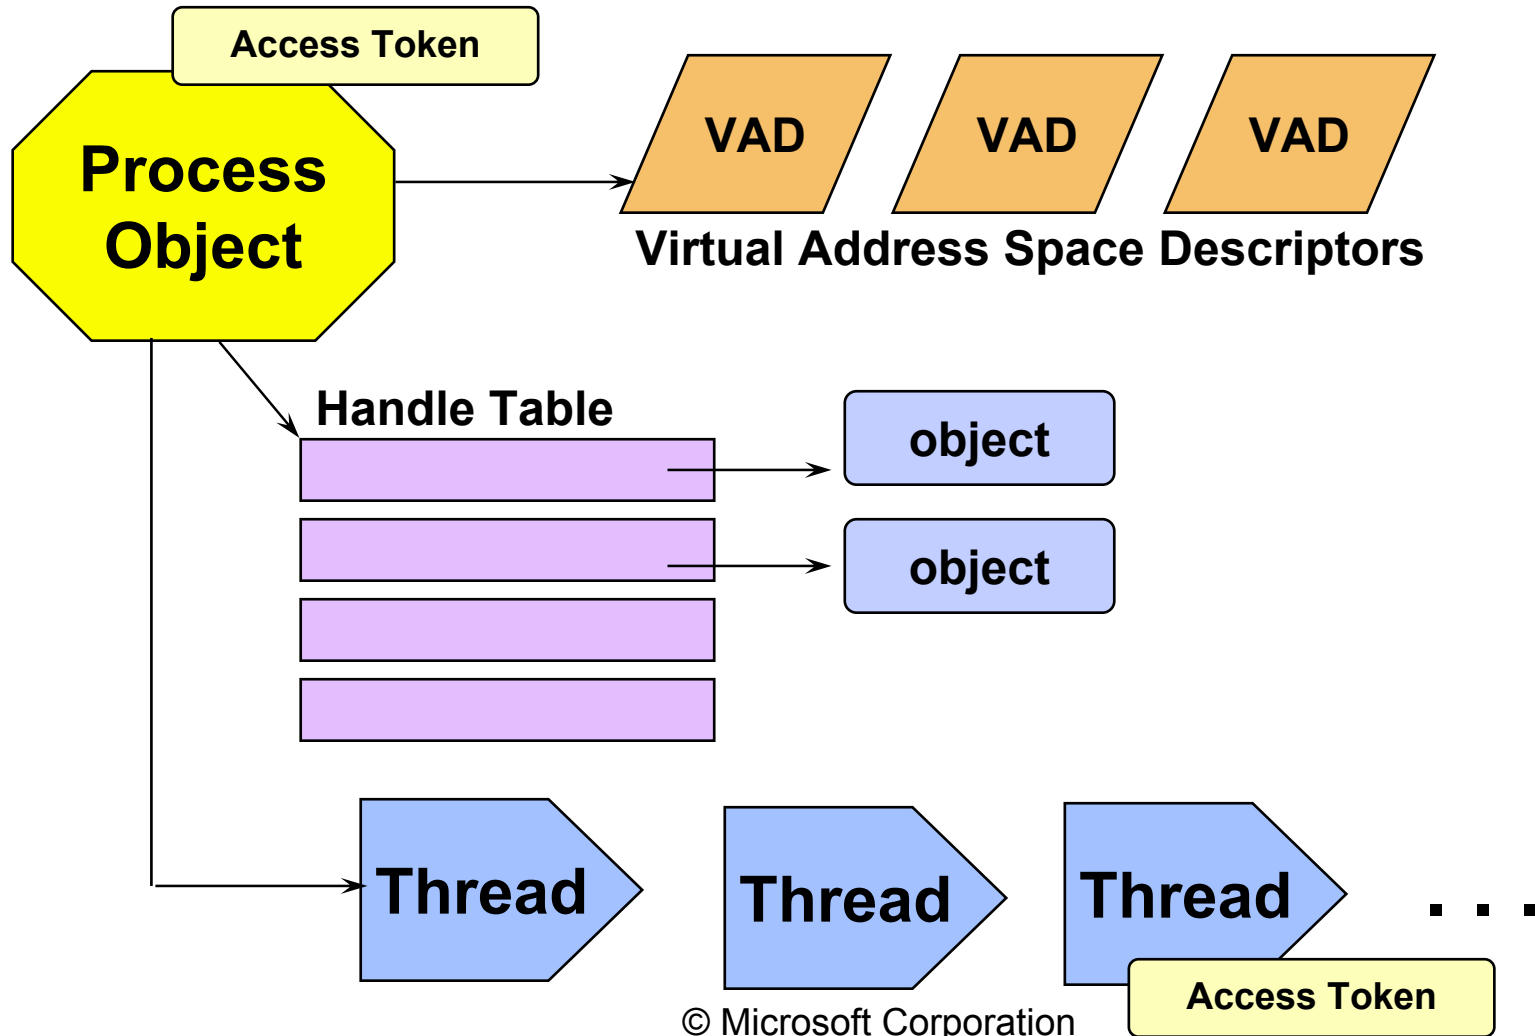 Access Token
Process
Object
VAD
VAD
VAD
Virtual Address Space Descriptors
Handle Table
object
object
Thread
Thread
Thread
. . .
Access Token
© Microsoft Corporation